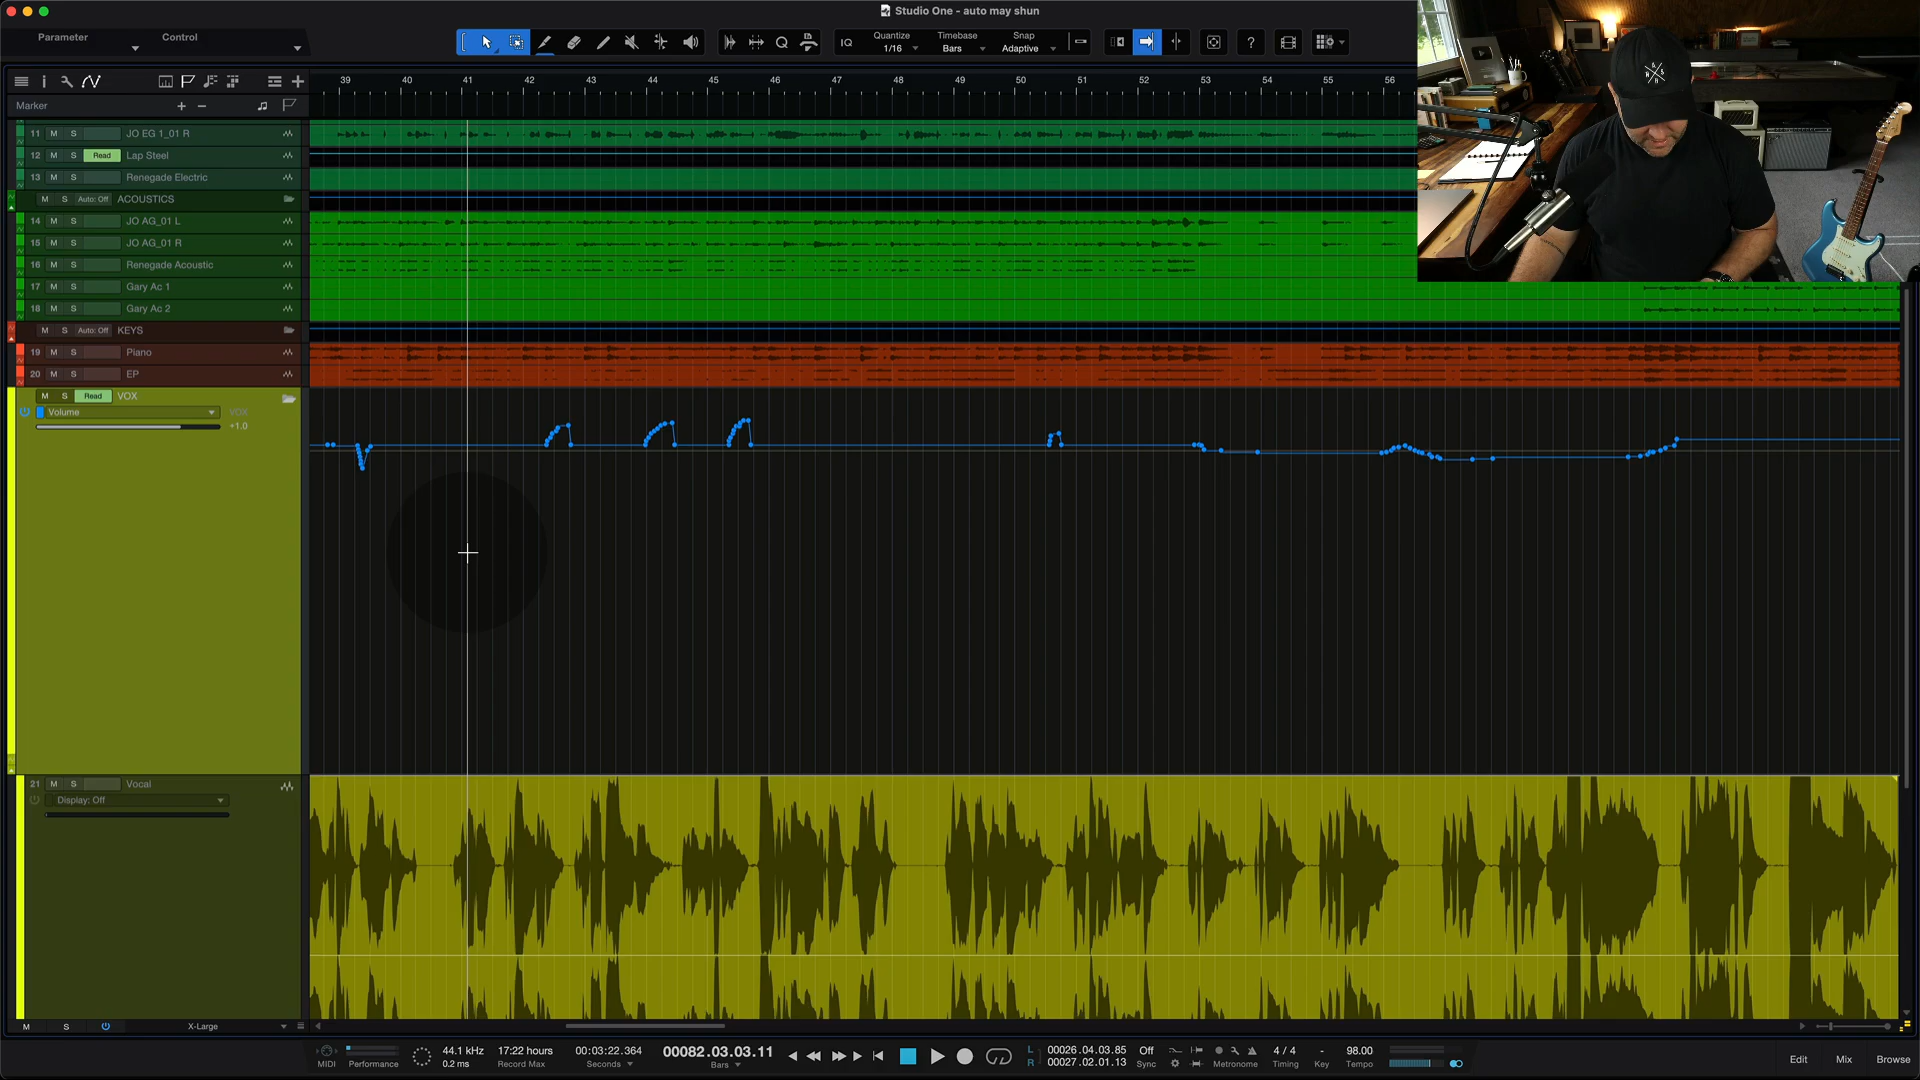 Studio One - auto may shun
Parameter
Control
IQ
Quantize
1/16
Timebase
Bars
Snap
Adaptive
?
Marker
39 40 41 42 43 44 45 46 47 48 49 50 51 52 53 54 55 56
11 M S JO EG 1_01 R
12 M S Read Lap Steel
13 M S Renegade Electric
M S Auto: Off ACOUSTICS
14 M S JO AG_01 L
15 M S JO AG_01 R
16 M S Renegade Acoustic
17 M S Gary Ac 1
18 M S Gary Ac 2
M S Auto: Off KEYS
19 M S Piano
20 M S EP
M S Read VOX
Volume VOX
+1.0
21 M S Vocal
Display: Off
M S X-Large
MIDI
Performance
44.1 kHz
0.2 ms
17:22 hours
Record Max
00:03:22.364
Seconds
00082.03.03.11
Bars
L 00026.04.03.85
R 00027.02.01.13
Off
Sync
Metronome
4 / 4
Timing
-
Key
98.00
Tempo
Edit
Mix
Browse